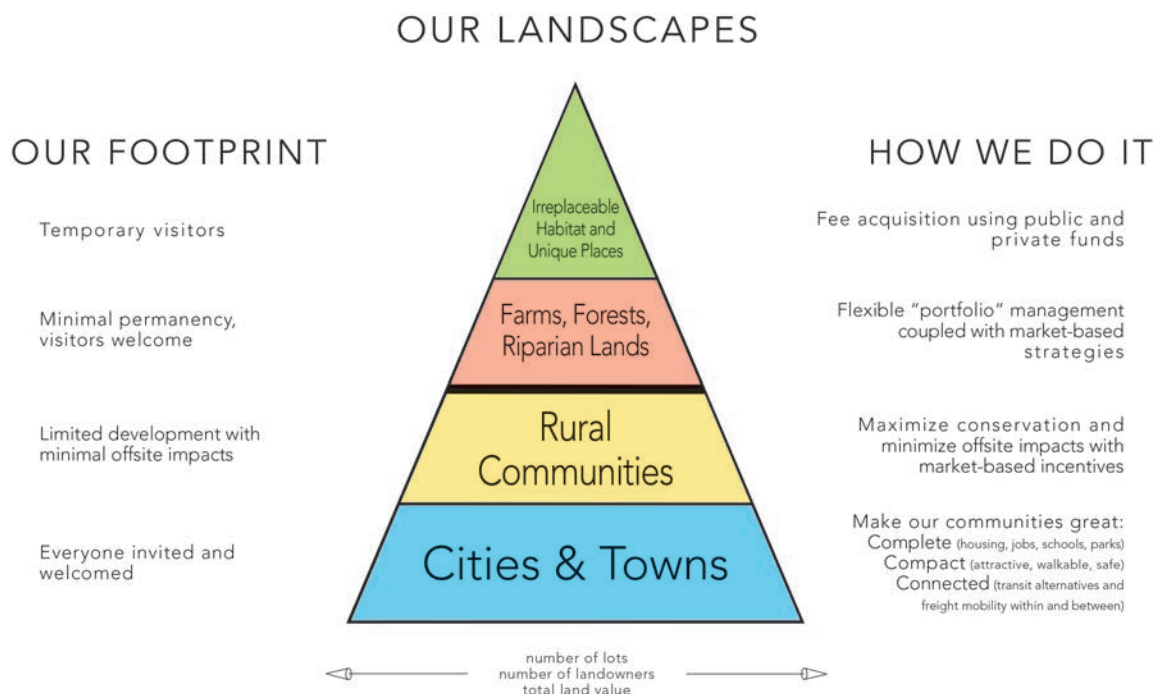 OUR LANDSCAPES
OUR FOOTPRINT
Temporary visitors
Minimal permanency,
visitors welcome
Limited development with
minimal offsite impacts
Everyone invited and
welcomed
Irreplaceable
Habitat and
Unique Places
Farms, Forests,
Riparian Lands
Rural
Communities
Cities & Towns
HOW WE DO IT
Fee acquisition using public and
private funds
Flexible “portfolio” management
coupled with market-based
strategies
Maximize conservation and
minimize offsite impacts with
market-based incentives
Make our communities great:
Complete (housing, jobs, schools, parks)
Compact (attractive, walkable, safe)
Connected (transit alternatives and
freight mobility within and between)
number of lots
number of landowners
total land value